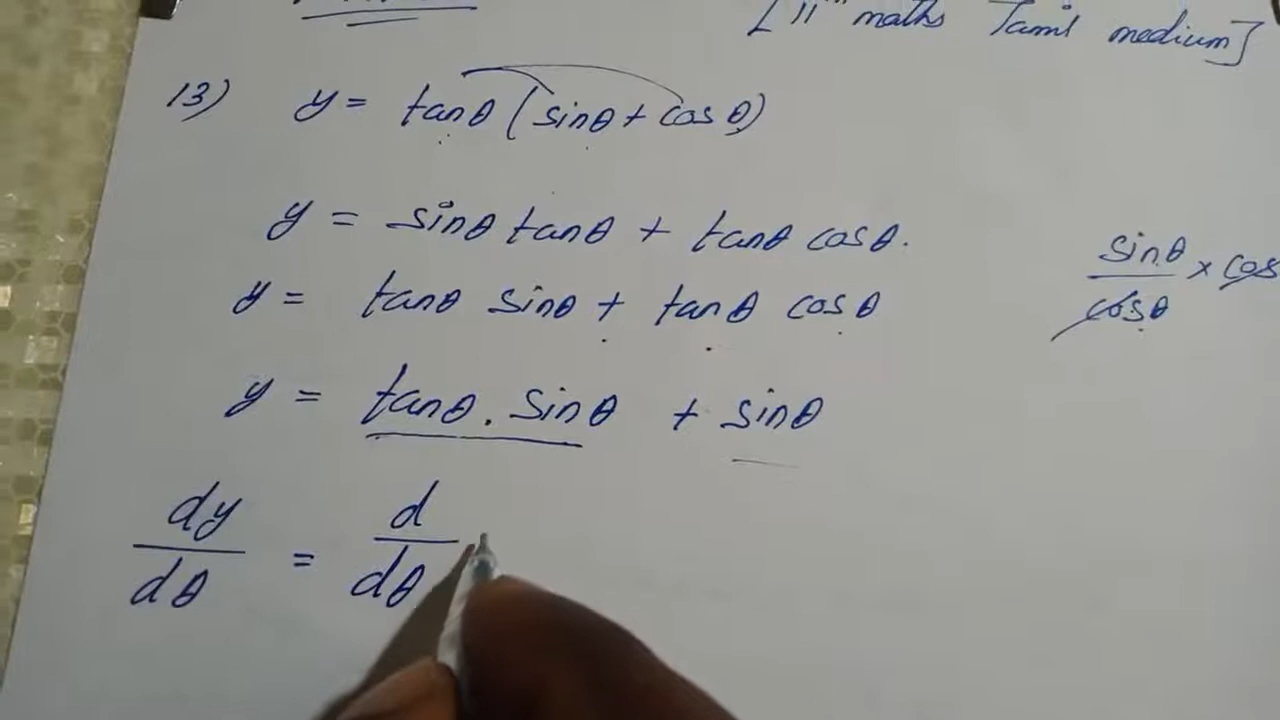 [11th maths Tamil medium]
13) y = tanθ (sinθ + cosθ)
y = sinθ tanθ + tanθ cosθ.
sinθ/cosθ × cos
y = tanθ sinθ + tanθ cosθ
y = tanθ . sinθ + sinθ
dy/dθ = d/dθ